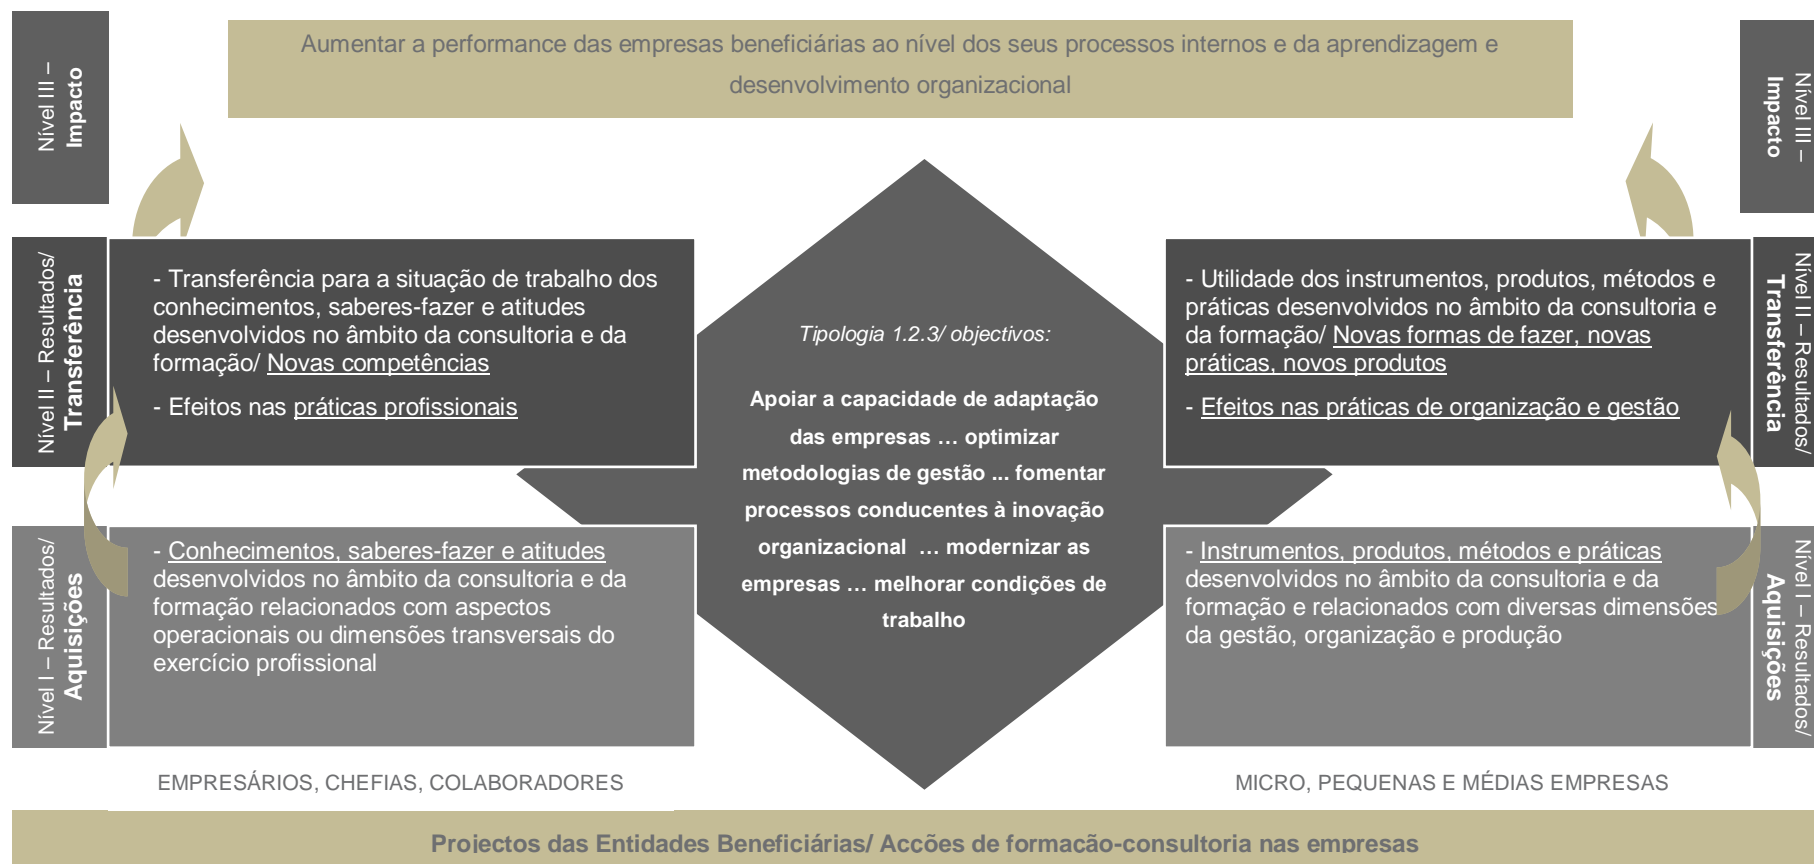 Aumentar a performance das empresas beneficiárias ao nível dos seus processos internos e da aprendizagem e
desenvolvimento organizacional
Nível III –
Impacto
Nível III –
Impacto
Nível II – Resultados/
Transferência
- Transferência para a situação de trabalho dos
conhecimentos, saberes-fazer e atitudes
desenvolvidos no âmbito da consultoria e da
formação/ Novas competências
- Efeitos nas práticas profissionais
Tipologia 1.2.3/ objectivos:
Apoiar a capacidade de adaptação
das empresas … optimizar
metodologias de gestão ... fomentar
processos conducentes à inovação
organizacional … modernizar as
empresas … melhorar condições de
trabalho
- Utilidade dos instrumentos, produtos, métodos e
práticas desenvolvidos no âmbito da consultoria e
da formação/ Novas formas de fazer, novas
práticas, novos produtos
- Efeitos nas práticas de organização e gestão
Nível II – Resultados/
Transferência
Nível I – Resultados/
Aquisições
- Conhecimentos, saberes-fazer e atitudes
desenvolvidos no âmbito da consultoria e da
formação relacionados com aspectos
operacionais ou dimensões transversais do
exercício profissional
- Instrumentos, produtos, métodos e práticas
desenvolvidos no âmbito da consultoria e da
formação e relacionados com diversas dimensões
da gestão, organização e produção
Nível I – Resultados/
Aquisições
EMPRESÁRIOS, CHEFIAS, COLABORADORES
MICRO, PEQUENAS E MÉDIAS EMPRESAS
Projectos das Entidades Beneficiárias/ Acções de formação-consultoria nas empresas